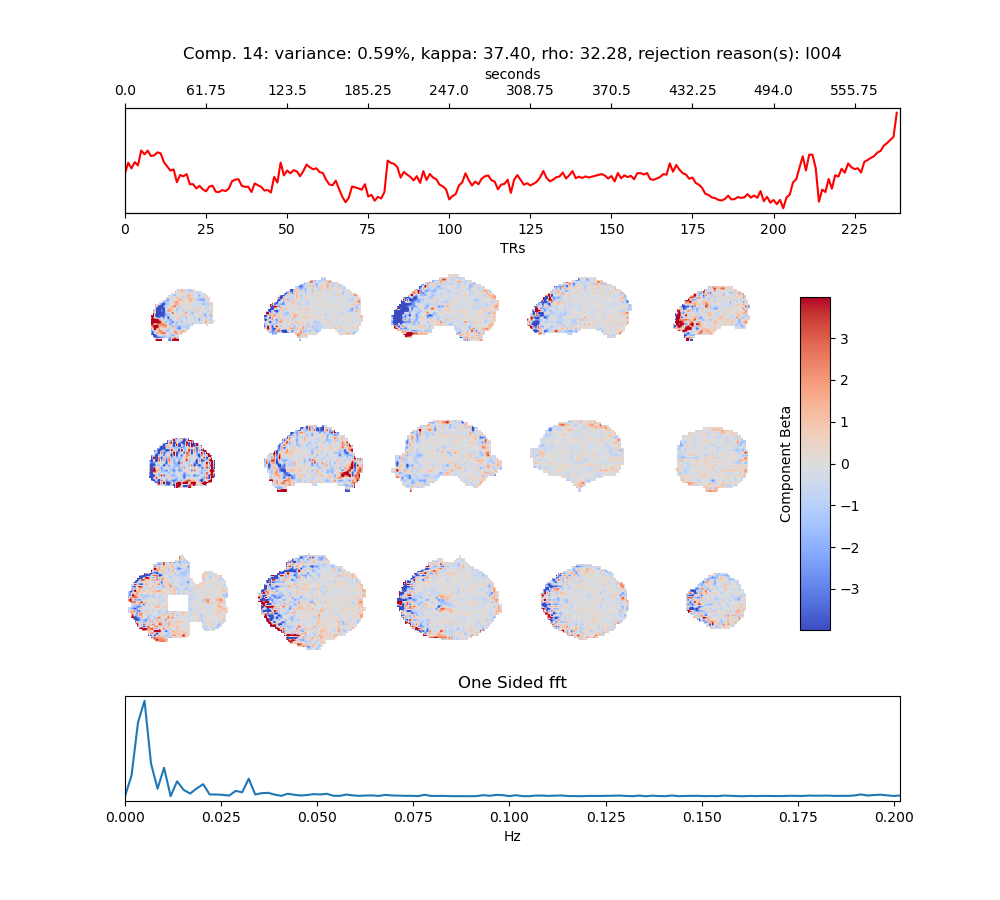 Comp. 14: variance: 0.59%, kappa: 37.40, rho: 32.28, rejection reason(s): I004
seconds
0.0 61.75 123.5 185.25 247.0 308.75 370.5 432.25 494.0 555.75
0 25 50 75 100 125 150 175 200 225
TRs
3
2
1
0
−1
−2
−3
Component Beta
One Sided fft
0.000 0.025 0.050 0.075 0.100 0.125 0.150 0.175 0.200
Hz